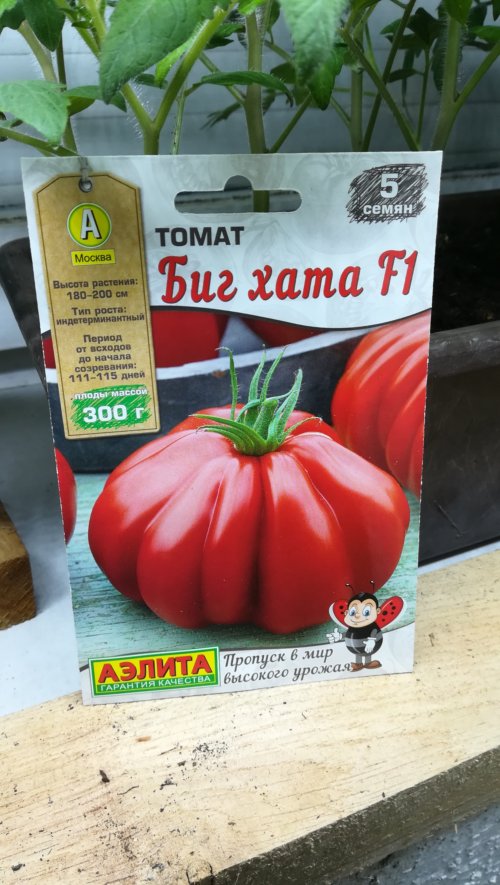 5
семян
ТОМАТ
Биг хата F1
А
Москва
Высота растения:
180–200 см
Тип роста:
индетерминантный
Период
от всходов
до начала
созревания:
111–115 дней
плоды массой
300 г
АЭЛИТА
ГАРАНТИЯ КАЧЕСТВА
Пропуск в мир
высокого урожая